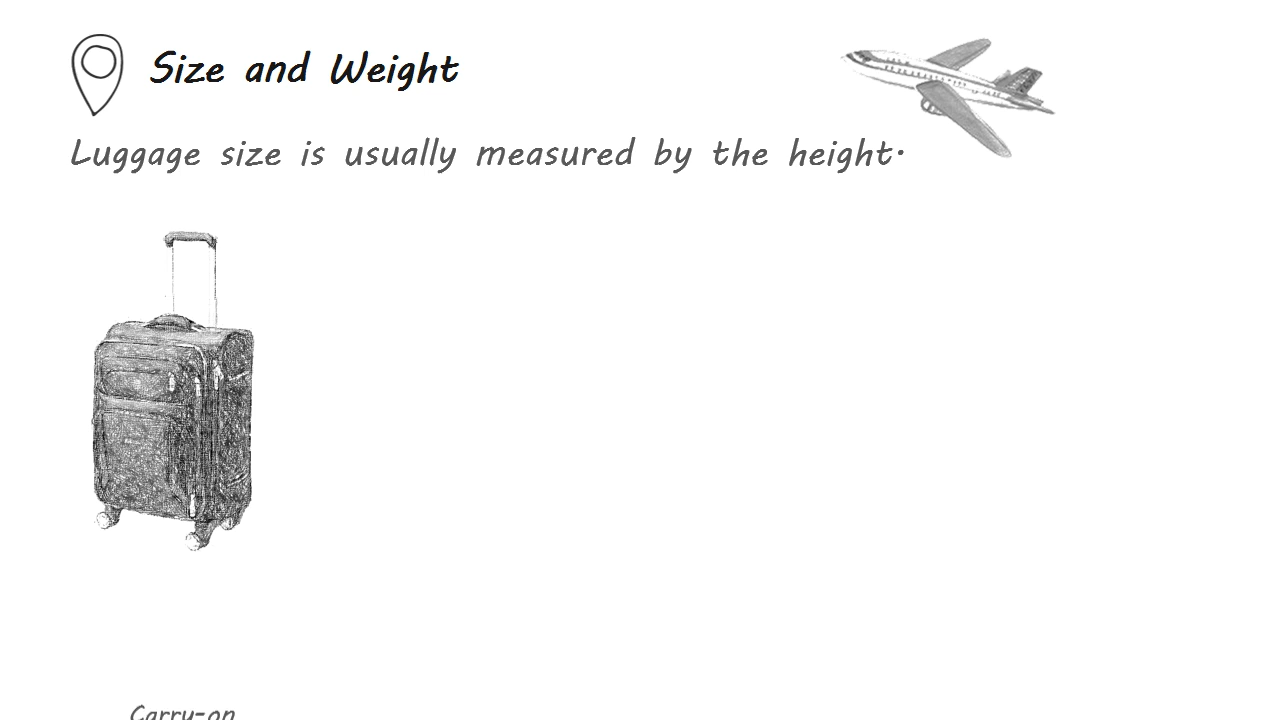 Size and Weight
Luggage size is usually measured by the height.
Carry-on